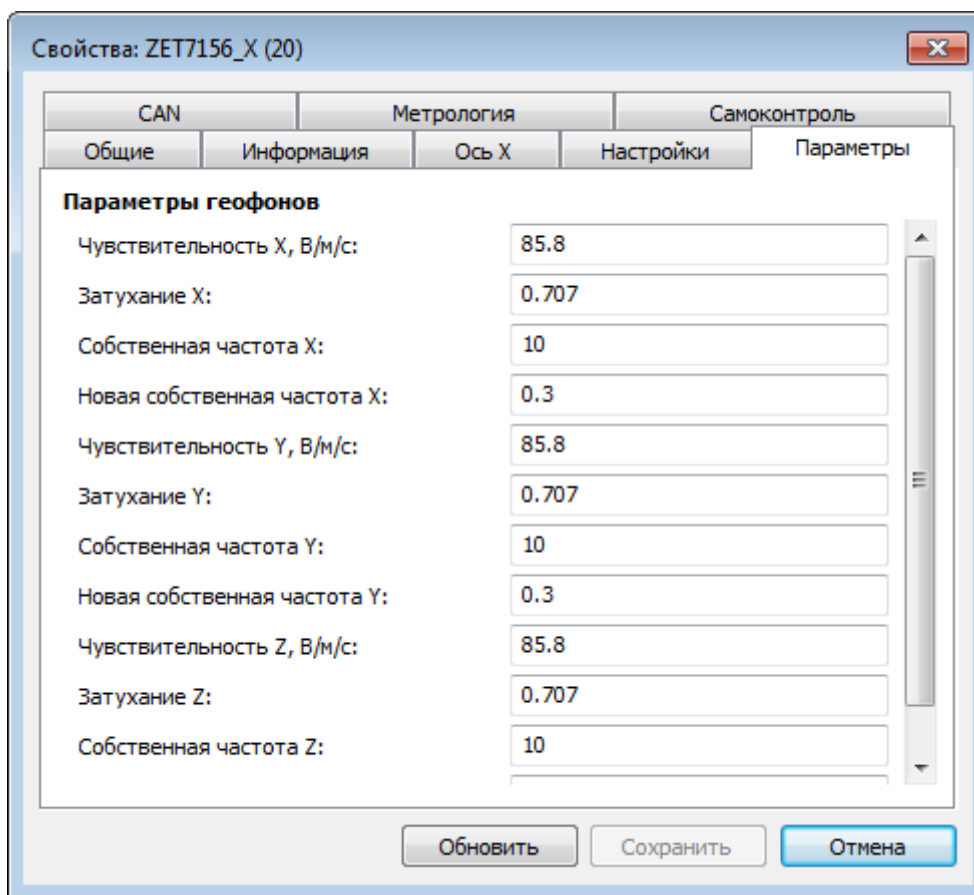 Свойства: ZET7156_X (20)
CAN Метрология Самоконтроль
Общие Информация Ось X Настройки Параметры
Параметры геофонов
Чувствительность X, В/м/с: 85.8
Затухание X: 0.707
Собственная частота X: 10
Новая собственная частота X: 0.3
Чувствительность Y, В/м/с: 85.8
Затухание Y: 0.707
Собственная частота Y: 10
Новая собственная частота Y: 0.3
Чувствительность Z, В/м/с: 85.8
Затухание Z: 0.707
Собственная частота Z: 10
Обновить Сохранить Отмена